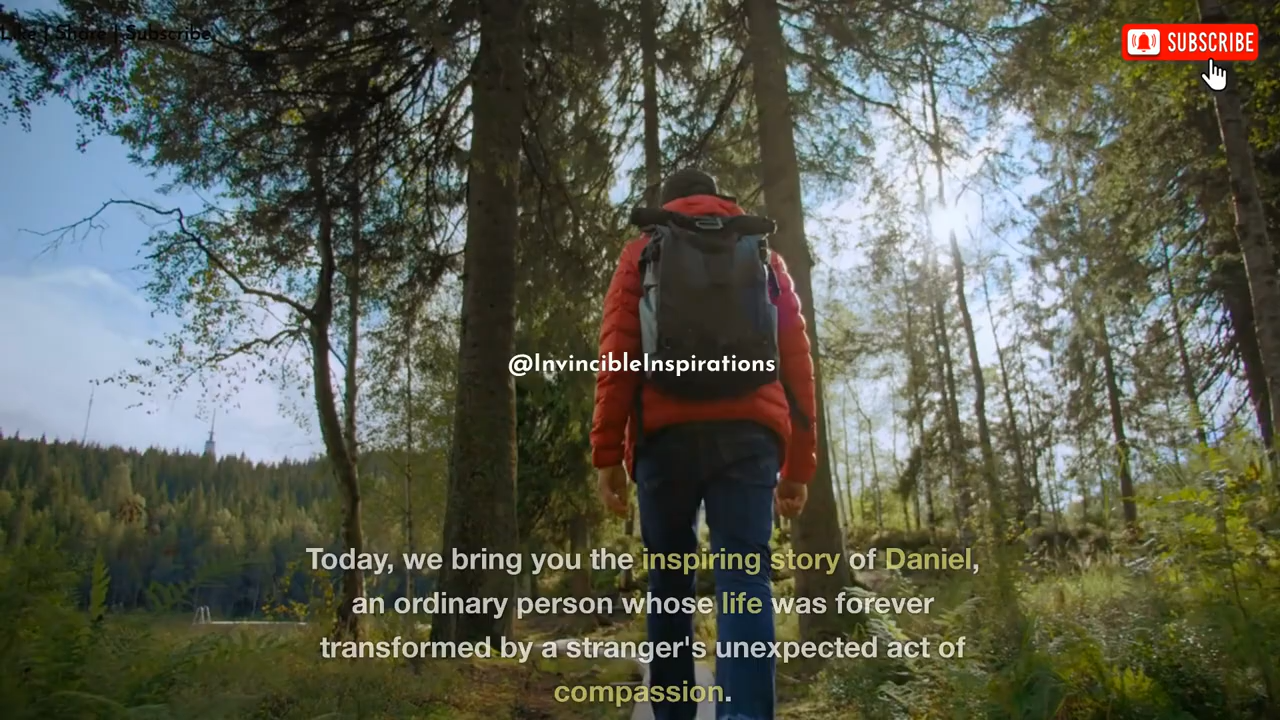 Like | Share | Subscribe
SUBSCRIBE
@InvincibleInspirations
Today, we bring you the inspiring story of Daniel,
an ordinary person whose life was forever
transformed by a stranger's unexpected act of
compassion.